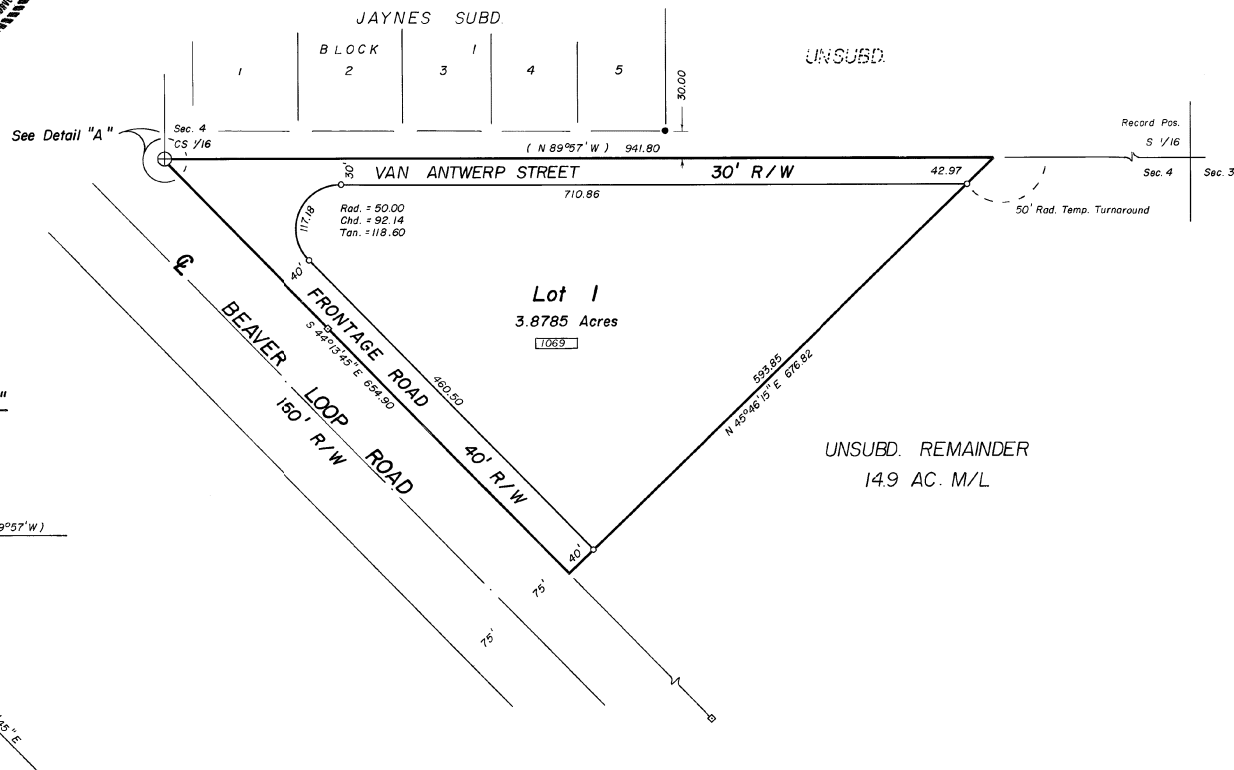 JAYNES SUBD.
BLOCK 1
1 2 3 4 5
UNSUBD.
30.00
See Detail "A"
Sec. 4
CS 1/16
Record Pos.
S 1/16
Sec. 4
Sec. 3
( N 89°57' W ) 941.80
30' VAN ANTWERP STREET 30' R/W
42.97
710.86
50' Rad. Temp. Turnaround
117.18
Rad. = 50.00
Chd. = 92.14
Tan. = 118.60
40'
Lot 1
3.8785 Acres
1069
FRONTAGE ROAD 40' R/W
S 44°13'45" E 654.90
460.50
593.85
N 45°46'15" E 676.82
℄ BEAVER LOOP ROAD
150' R/W
UNSUBD. REMAINDER
14.9 AC. M/L
40'
75'
75'
9°57' W )
45" E